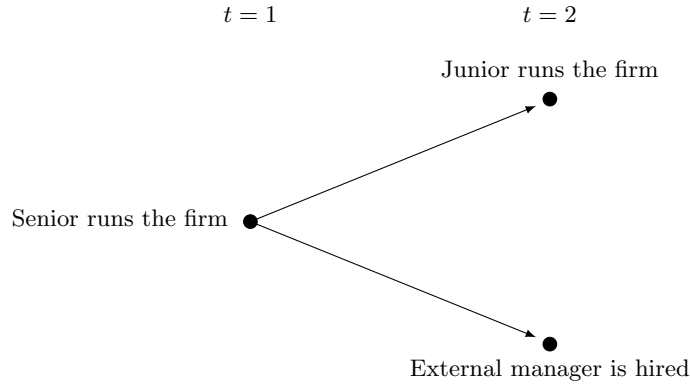 t = 1
t = 2
Junior runs the firm
Senior runs the firm
External manager is hired